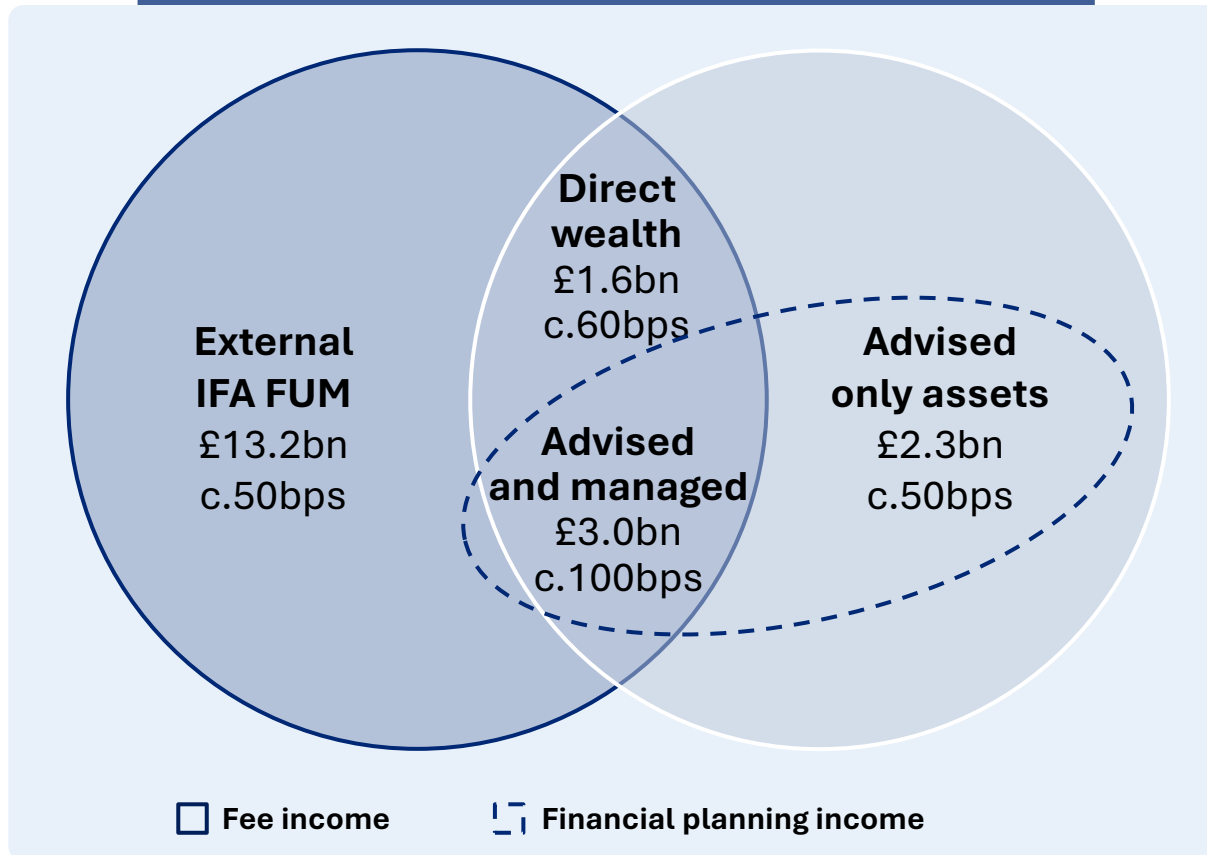 External
IFA FUM
£13.2bn
c.50bps
Direct
wealth
£1.6bn
c.60bps
Advised
and managed
£3.0bn
c.100bps
Advised
only assets
£2.3bn
c.50bps
Fee income
Financial planning income